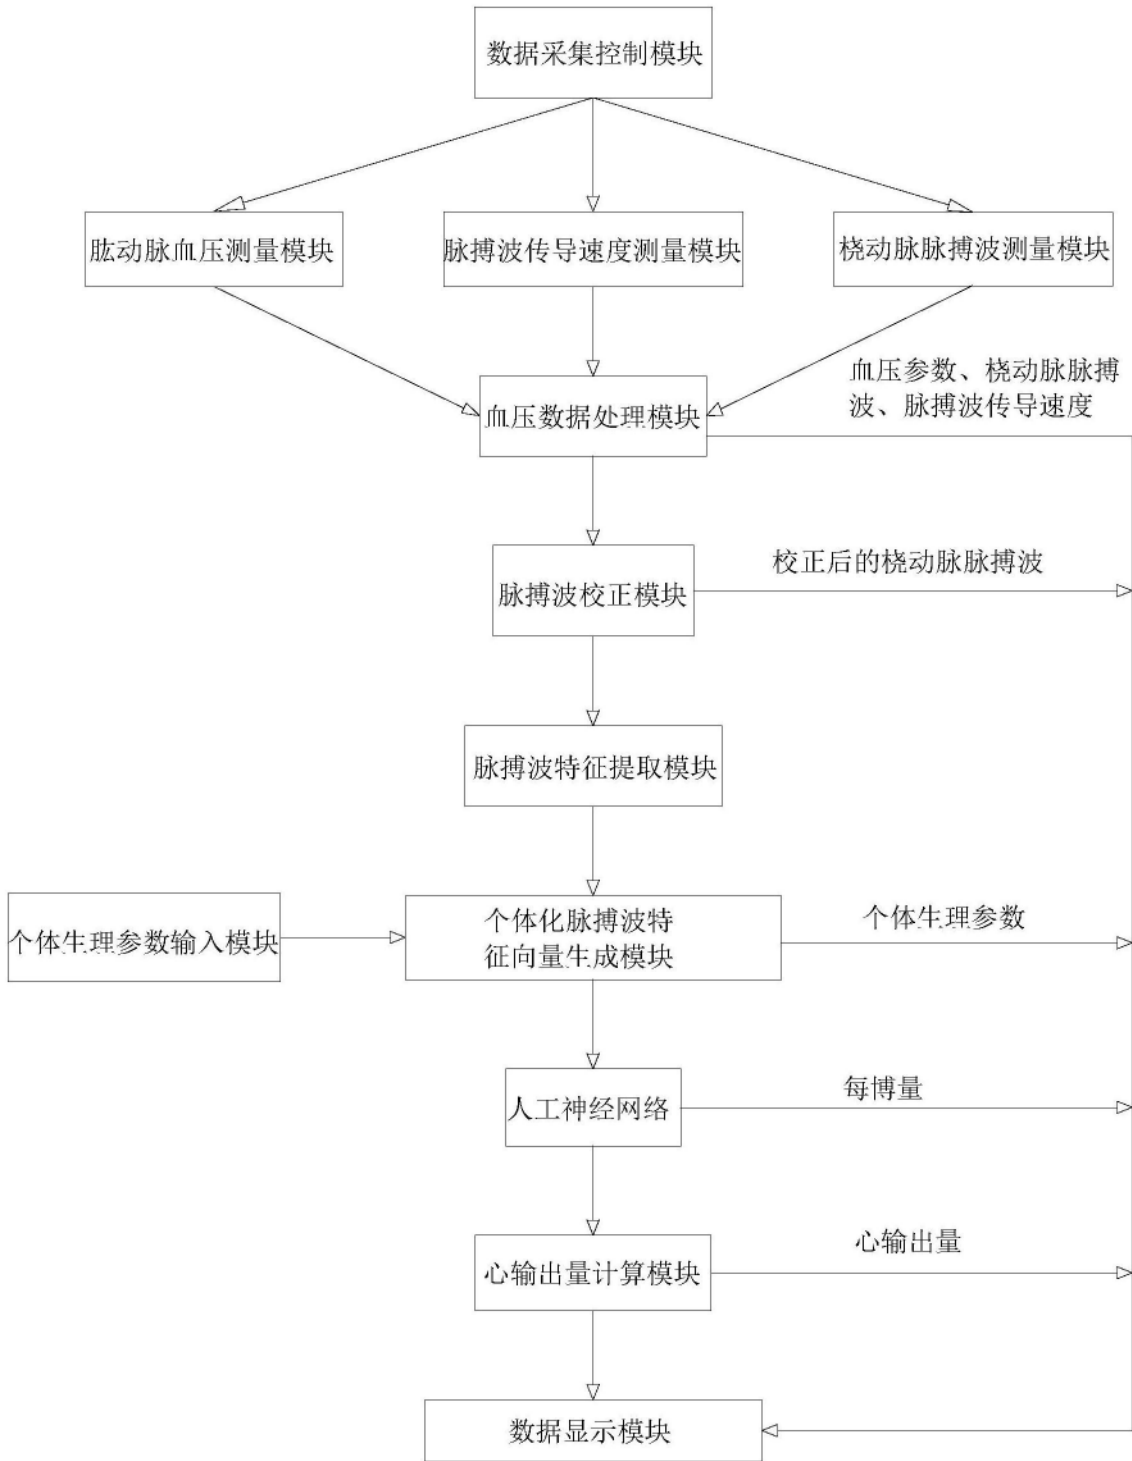 数据采集控制模块
肱动脉血压测量模块
脉搏波传导速度测量模块
桡动脉脉搏波测量模块
血压参数、桡动脉脉搏
波、脉搏波传导速度
血压数据处理模块
校正后的桡动脉脉搏波
脉搏波校正模块
脉搏波特征提取模块
个体生理参数输入模块
个体化脉搏波特
征向量生成模块
个体生理参数
人工神经网络
每博量
心输出量
心输出量计算模块
数据显示模块